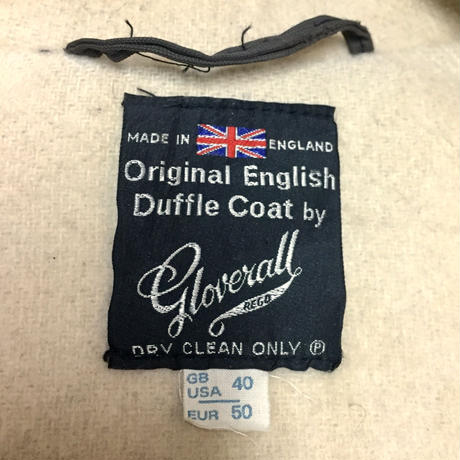 MADE IN ENGLAND
Original English
Duffle Coat by
Gloverall
REGD
DRY CLEAN ONLY Ⓟ
GB
USA 40
EUR 50